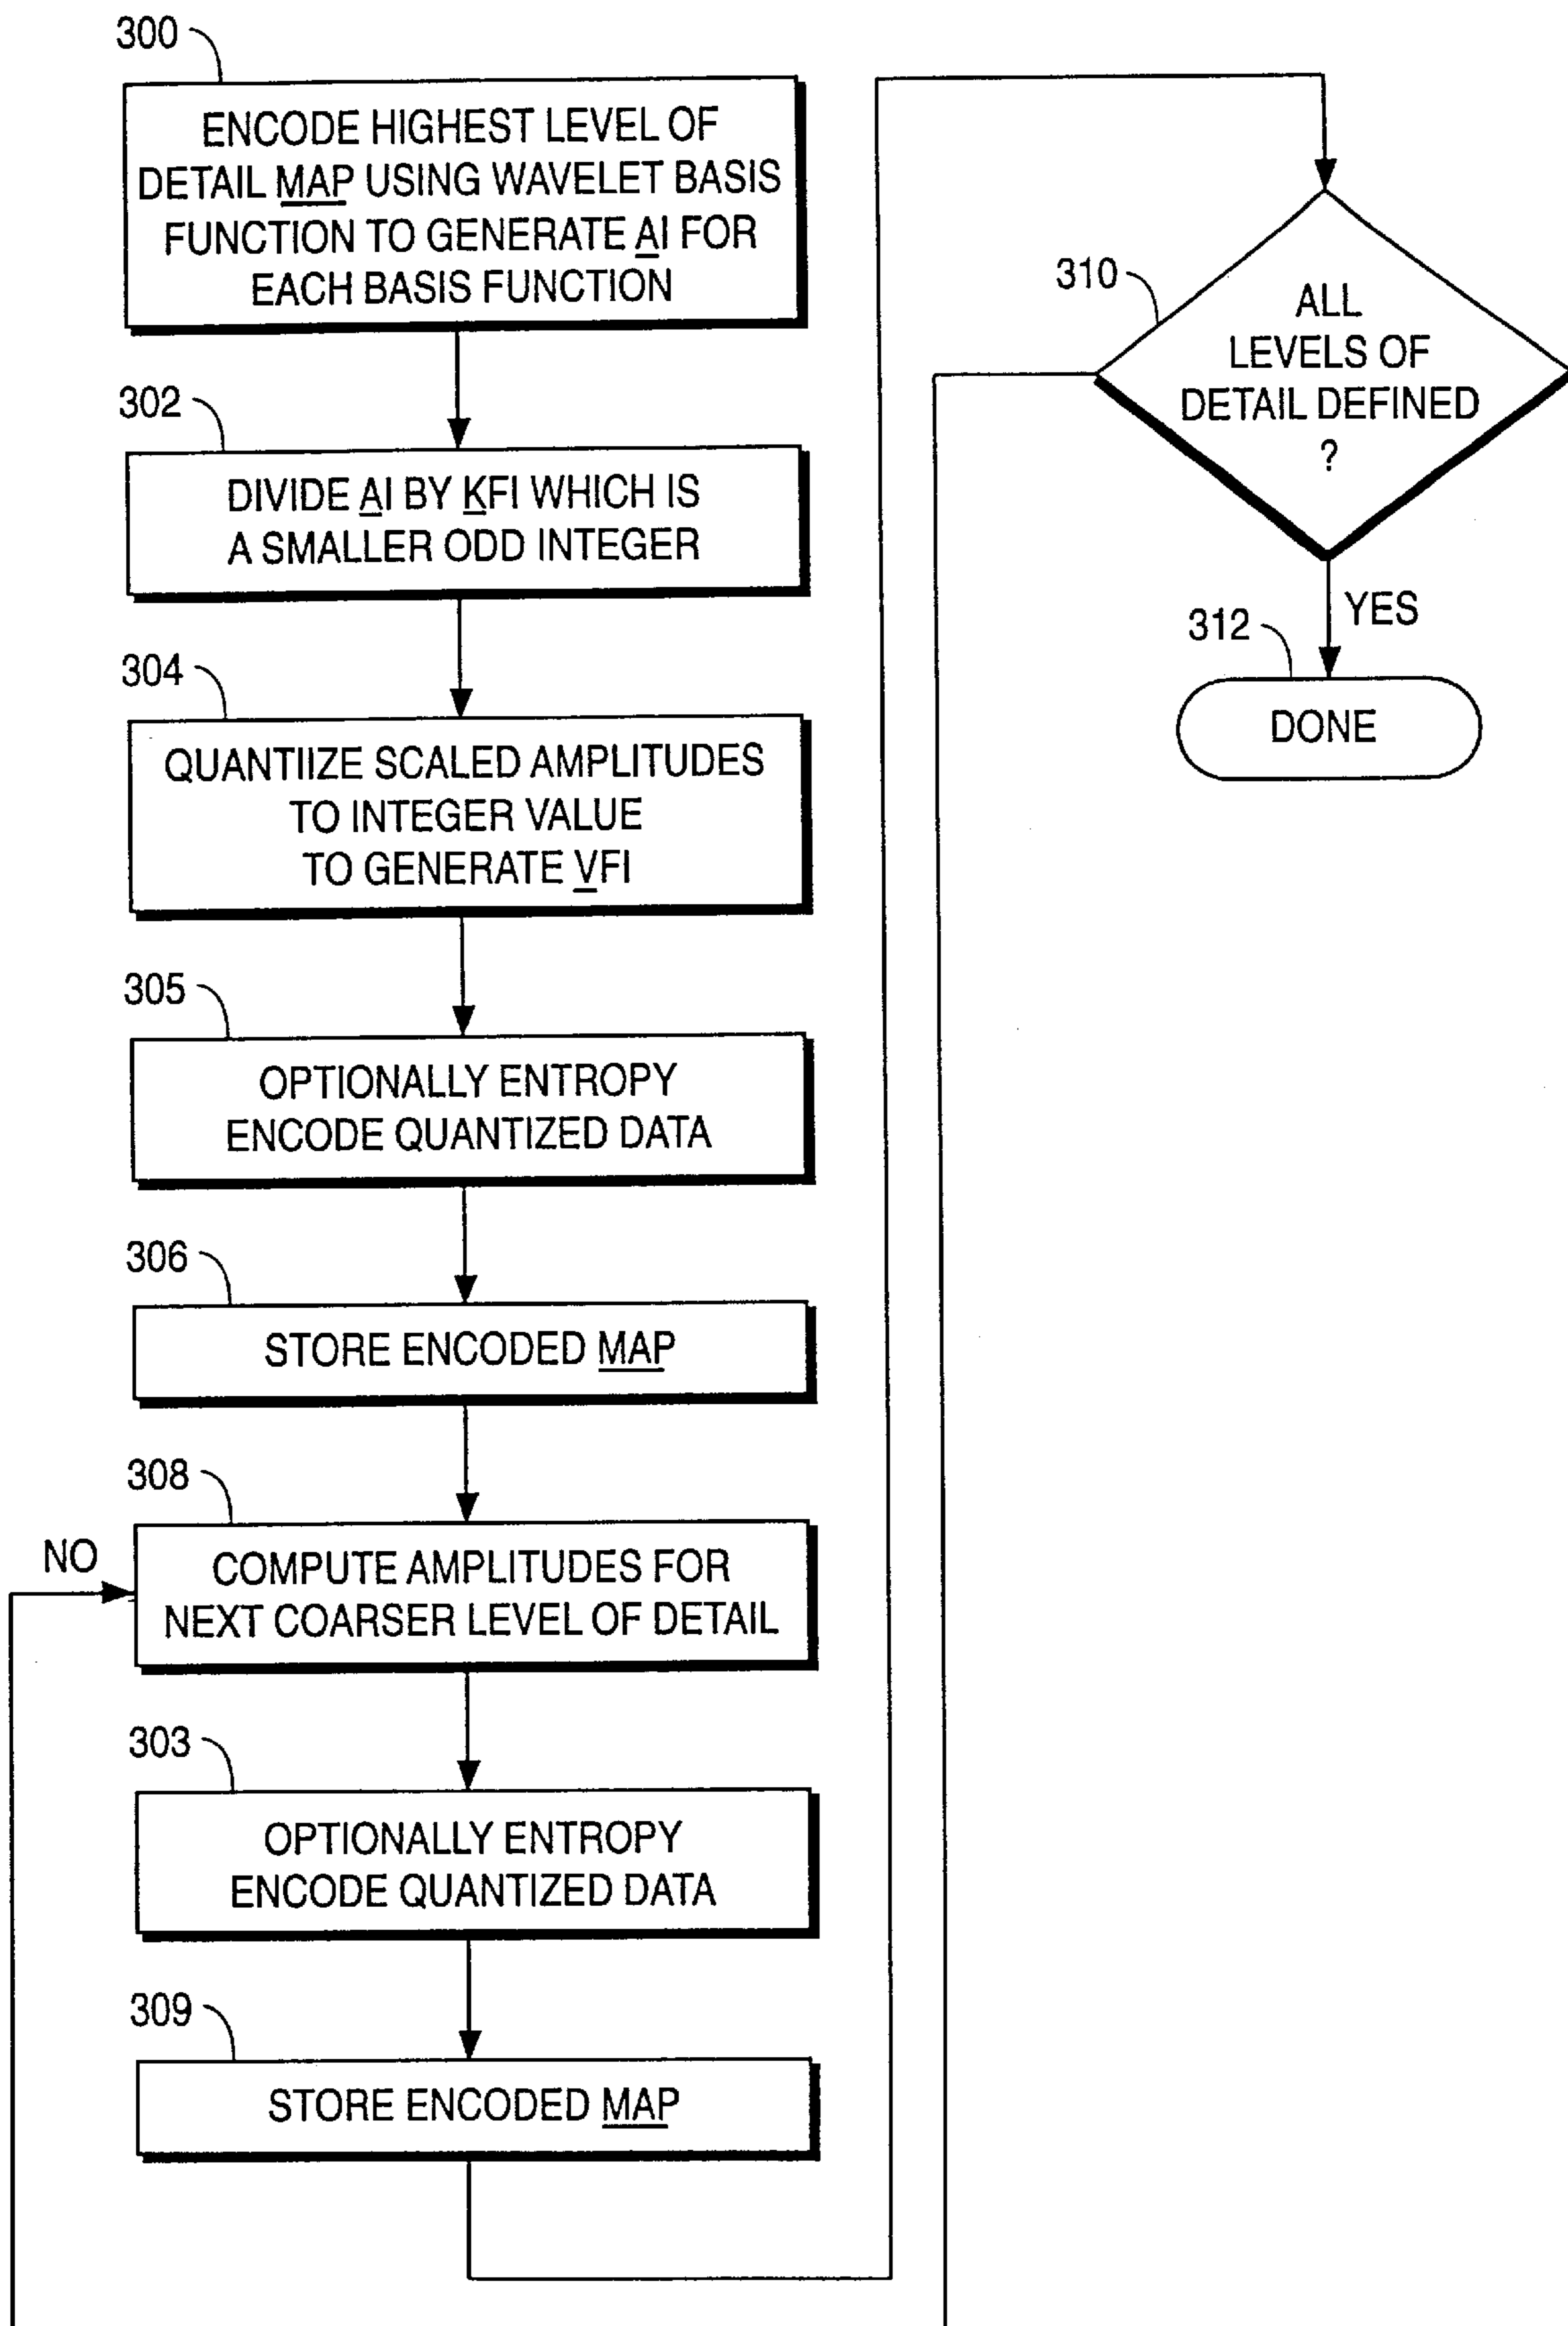 300
ENCODE HIGHEST LEVEL OF
DETAIL MAP USING WAVELET BASIS
FUNCTION TO GENERATE AI FOR
EACH BASIS FUNCTION
302
DIVIDE AI BY KFI WHICH IS
A SMALLER ODD INTEGER
304
QUANTIIZE SCALED AMPLITUDES
TO INTEGER VALUE
TO GENERATE VFI
305
OPTIONALLY ENTROPY
ENCODE QUANTIZED DATA
306
STORE ENCODED MAP
308
NO
COMPUTE AMPLITUDES FOR
NEXT COARSER LEVEL OF DETAIL
303
OPTIONALLY ENTROPY
ENCODE QUANTIZED DATA
309
STORE ENCODED MAP
310
ALL
LEVELS OF
DETAIL DEFINED
?
YES
312
DONE